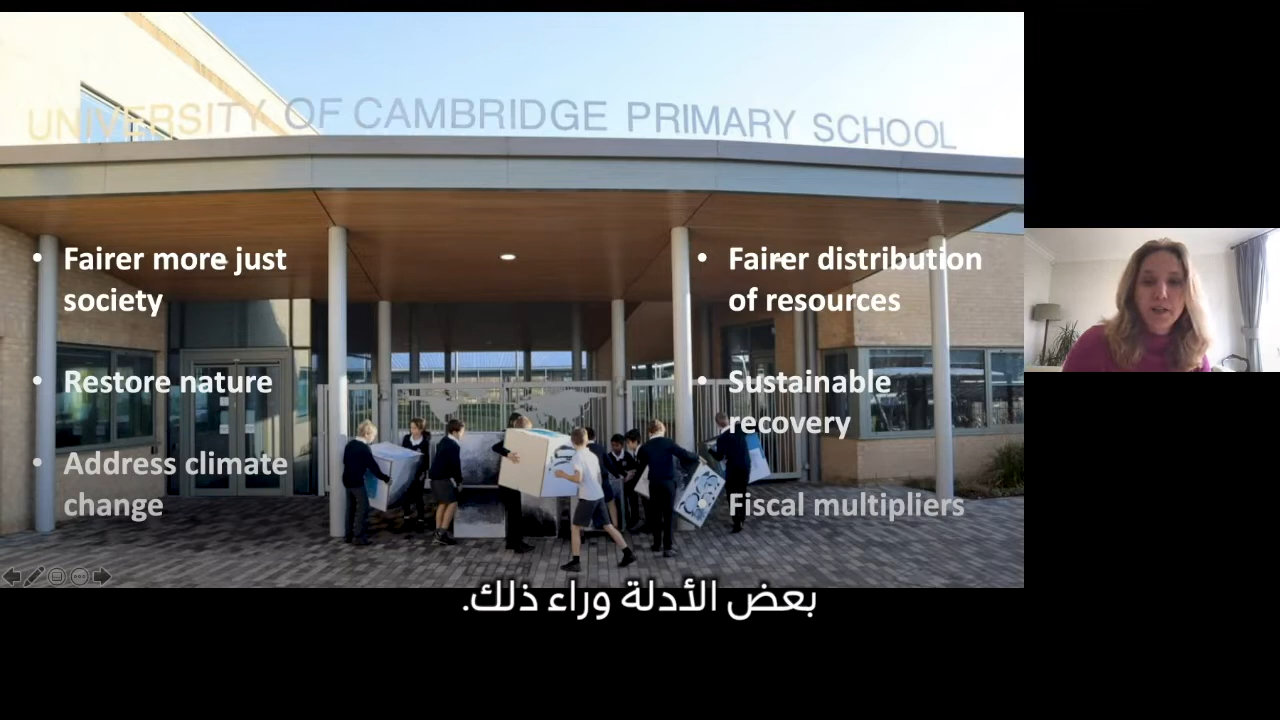 UNIVERSITY OF CAMBRIDGE PRIMARY SCHOOL
• Fairer more just
society
• Restore nature
• Address climate
change
• Fairer distribution
of resources
• Sustainable
recovery
Fiscal multipliers
بعض الأدلة وراء ذلك.